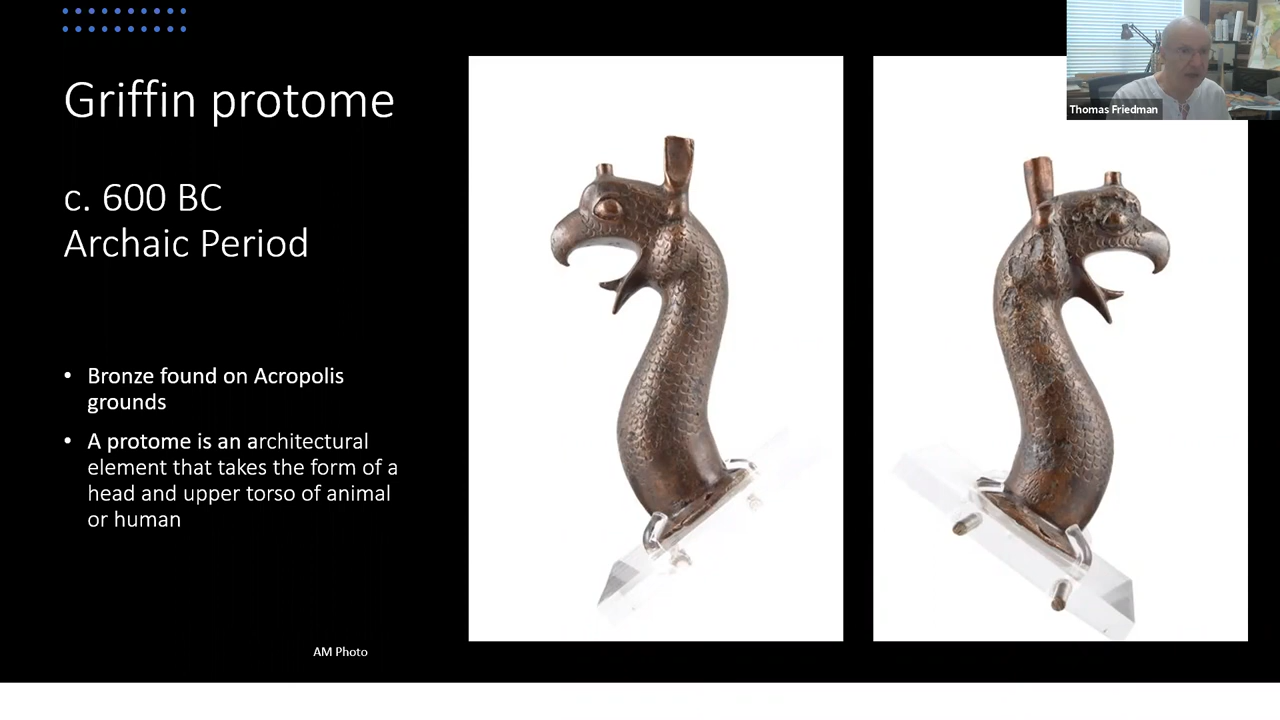 Griffin protome
c. 600 BC
Archaic Period
• Bronze found on Acropolis
grounds
• A protome is an architectural
element that takes the form of a
head and upper torso of animal
or human
AM Photo
Thomas Friedman